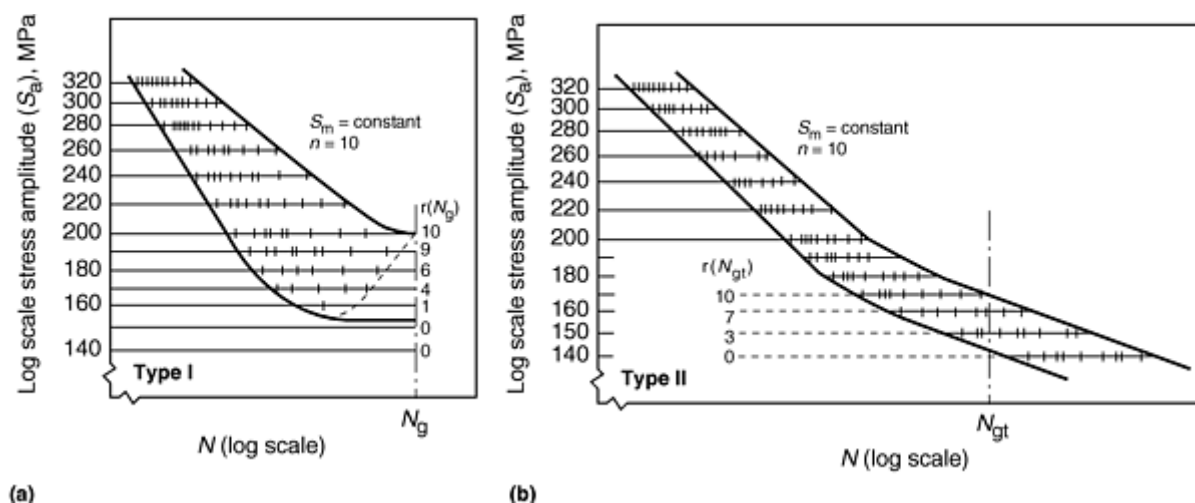 Log scale stress amplitude (Sa), MPa
320
300
280
260
240
220
200
180
160
140
Sm = constant
n = 10
r(Ng)
10
9
6
4
1
0
0
Type I
Ng
N (log scale)
(a)
Log scale stress amplitude (Sa), MPa
320
300
280
260
240
220
200
180
160
150
140
Sm = constant
n = 10
r(Ngt)
10
7
3
0
Type II
Ngt
N (log scale)
(b)